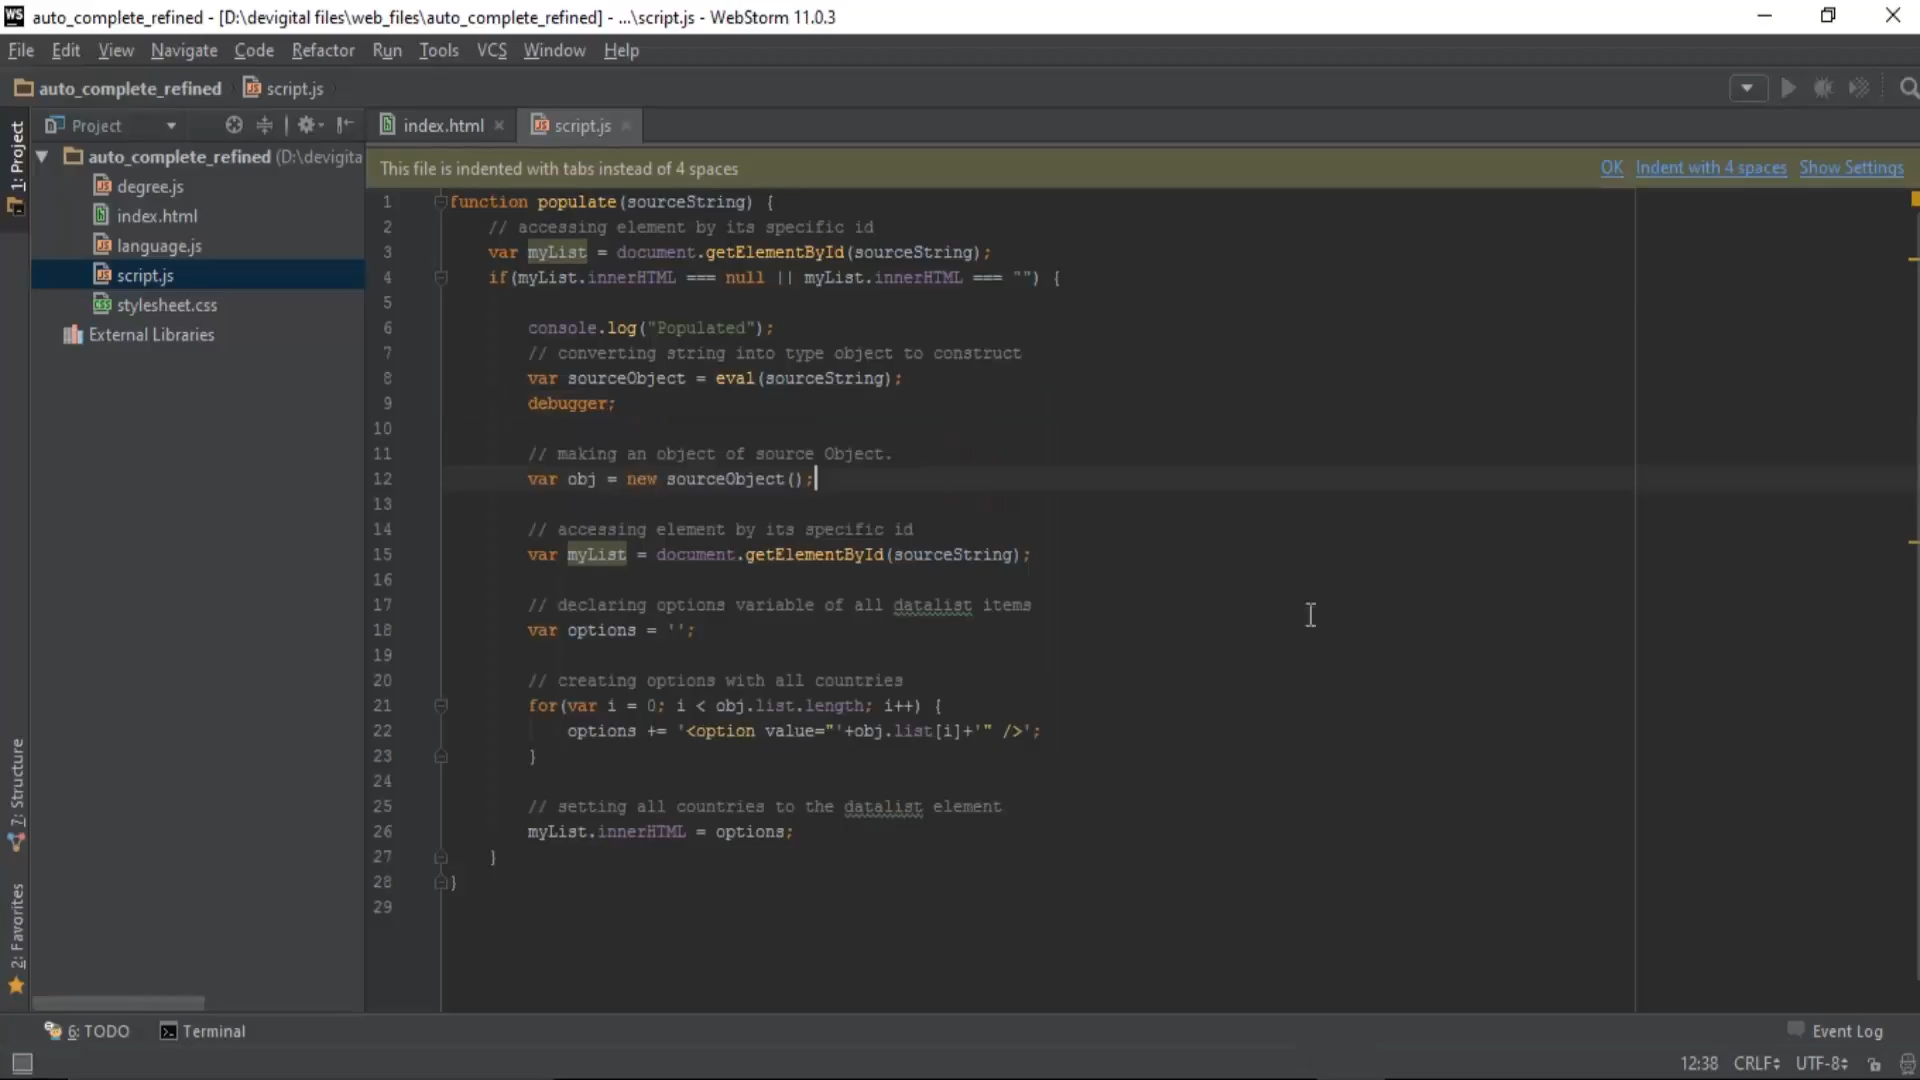 WS auto_complete_refined - [D:\devigital files\web_files\auto_complete_refined] - ...\script.js - WebStorm 11.0.3
File Edit View Navigate Code Refactor Run Tools VCS Window Help
auto_complete_refined script.js
1: Project
Project
index.html script.js
auto_complete_refined (D:\devigita
degree.js
index.html
language.js
script.js
stylesheet.css
External Libraries
This file is indented with tabs instead of 4 spaces OK Indent with 4 spaces Show Settings
1 function populate(sourceString) {
2 // accessing element by its specific id
3 var myList = document.getElementById(sourceString);
4 if(myList.innerHTML === null || myList.innerHTML === "") {
5
6 console.log("Populated");
7 // converting string into type object to construct
8 var sourceObject = eval(sourceString);
9 debugger;
10
11 // making an object of source Object.
12 var obj = new sourceObject();
13
14 // accessing element by its specific id
15 var myList = document.getElementById(sourceString);
16
17 // declaring options variable of all datalist items
18 var options = '';
19
20 // creating options with all countries
21 for(var i = 0; i < obj.list.length; i++) {
22 options += '<option value="'+obj.list[i]+'" />';
23 }
24
25 // setting all countries to the datalist element
26 myList.innerHTML = options;
27 }
28 }
29
7: Structure
2: Favorites
6: TODO Terminal Event Log
12:38 CRLF UTF-8